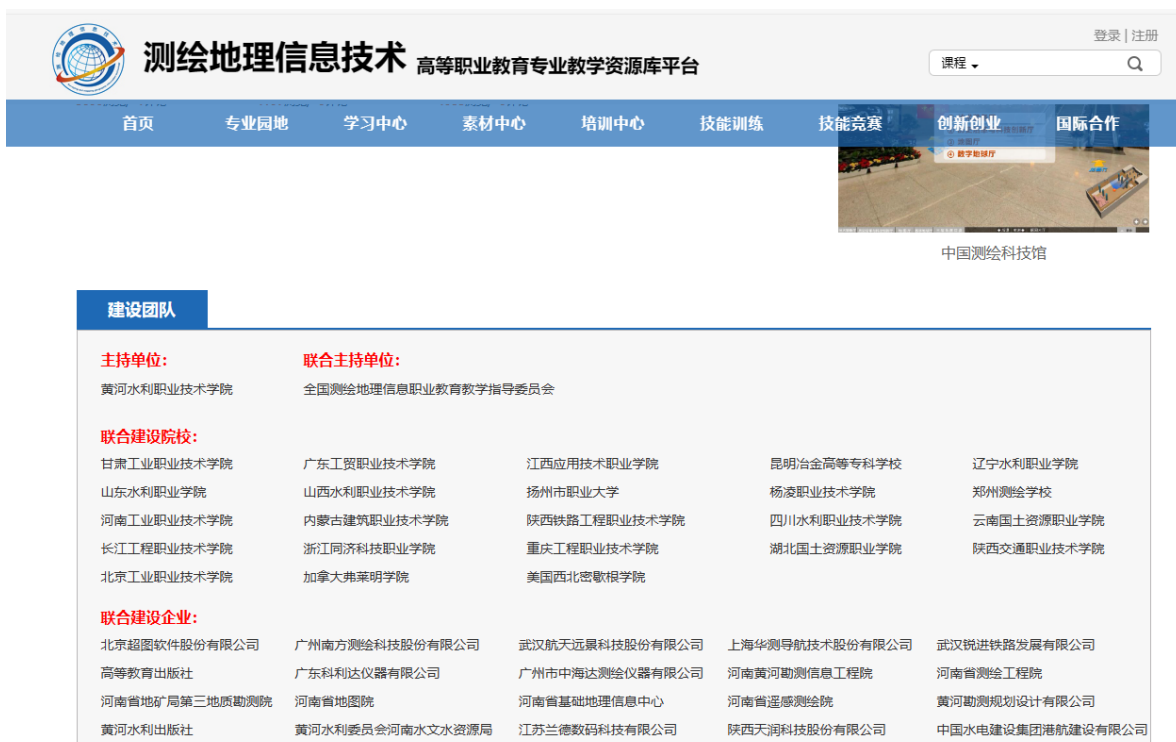 登录 | 注册
测绘地理信息技术 高等职业教育专业教学资源库平台
课程
首页 专业园地 学习中心 素材中心 培训中心 技能训练 技能竞赛 创新创业 国际合作
数字地球厅
中国测绘科技馆
建设团队
主持单位: 联合主持单位:
黄河水利职业技术学院 全国测绘地理信息职业教育教学指导委员会
联合建设院校:
甘肃工业职业技术学院 广东工贸职业技术学院 江西应用技术职业学院 昆明冶金高等专科学校 辽宁水利职业学院
山东水利职业学院 山西水利职业技术学院 扬州市职业大学 杨凌职业技术学院 郑州测绘学校
河南工业职业技术学院 内蒙古建筑职业技术学院 陕西铁路工程职业技术学院 四川水利职业技术学院 云南国土资源职业学院
长江工程职业技术学院 浙江同济科技职业学院 重庆工程职业技术学院 湖北国土资源职业学院 陕西交通职业技术学院
北京工业职业技术学院 加拿大弗莱明学院 美国西北密歇根学院
联合建设企业:
北京超图软件股份有限公司 广州南方测绘科技股份有限公司 武汉航天远景科技股份有限公司 上海华测导航技术股份有限公司 武汉锐进铁路发展有限公司
高等教育出版社 广东科利达仪器有限公司 广州市中海达测绘仪器有限公司 河南黄河勘测信息工程院 河南省测绘工程院
河南省地矿局第三地质勘测院 河南省地图院 河南省基础地理信息中心 河南省遥感测绘院 黄河勘测规划设计有限公司
黄河水利出版社 黄河水利委员会河南水文水资源局 江苏兰德数码科技有限公司 陕西天润科技股份有限公司 中国水电建设集团港航建设有限公司